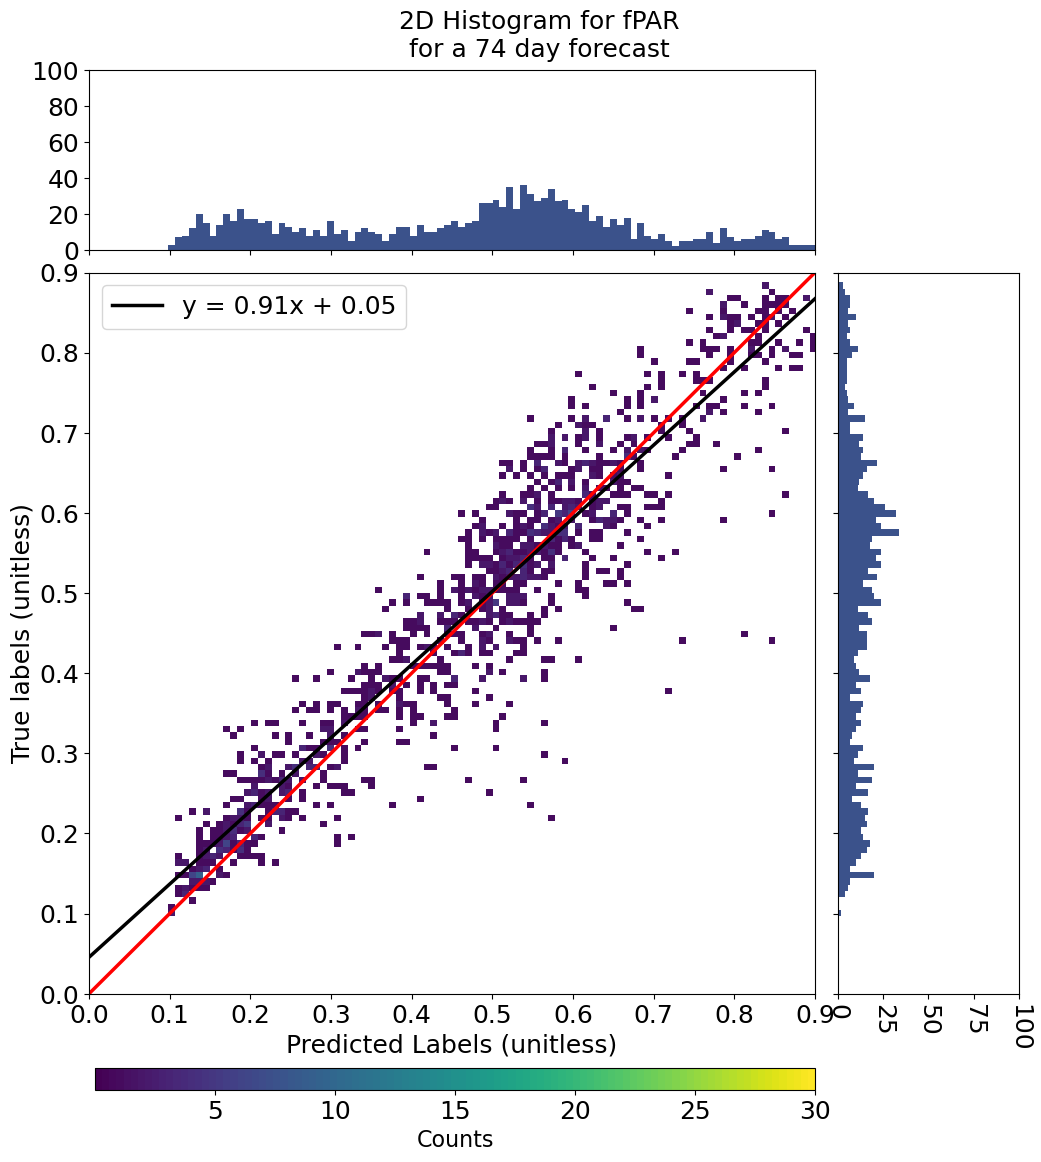 2D Histogram for fPAR
for a 74 day forecast
100
80
60
40
20
0
y = 0.91x + 0.05
0.9
0.8
0.7
0.6
0.5
0.4
0.3
0.2
0.1
0.0
True labels (unitless)
0.0 0.1 0.2 0.3 0.4 0.5 0.6 0.7 0.8 0.9
Predicted Labels (unitless)
0 25 50 75 100
5 10 15 20 25 30
Counts